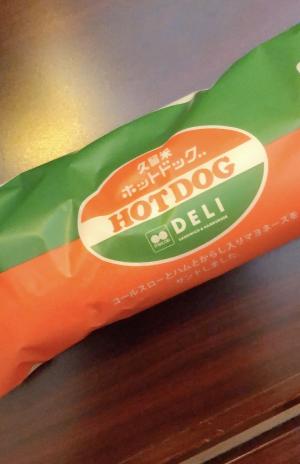 久留米
ホットドッグ
HOTDOG
DELI
SANDWICH & HAMBURGER
コールスローとハムとからし入りマヨネーズを
サンドしました